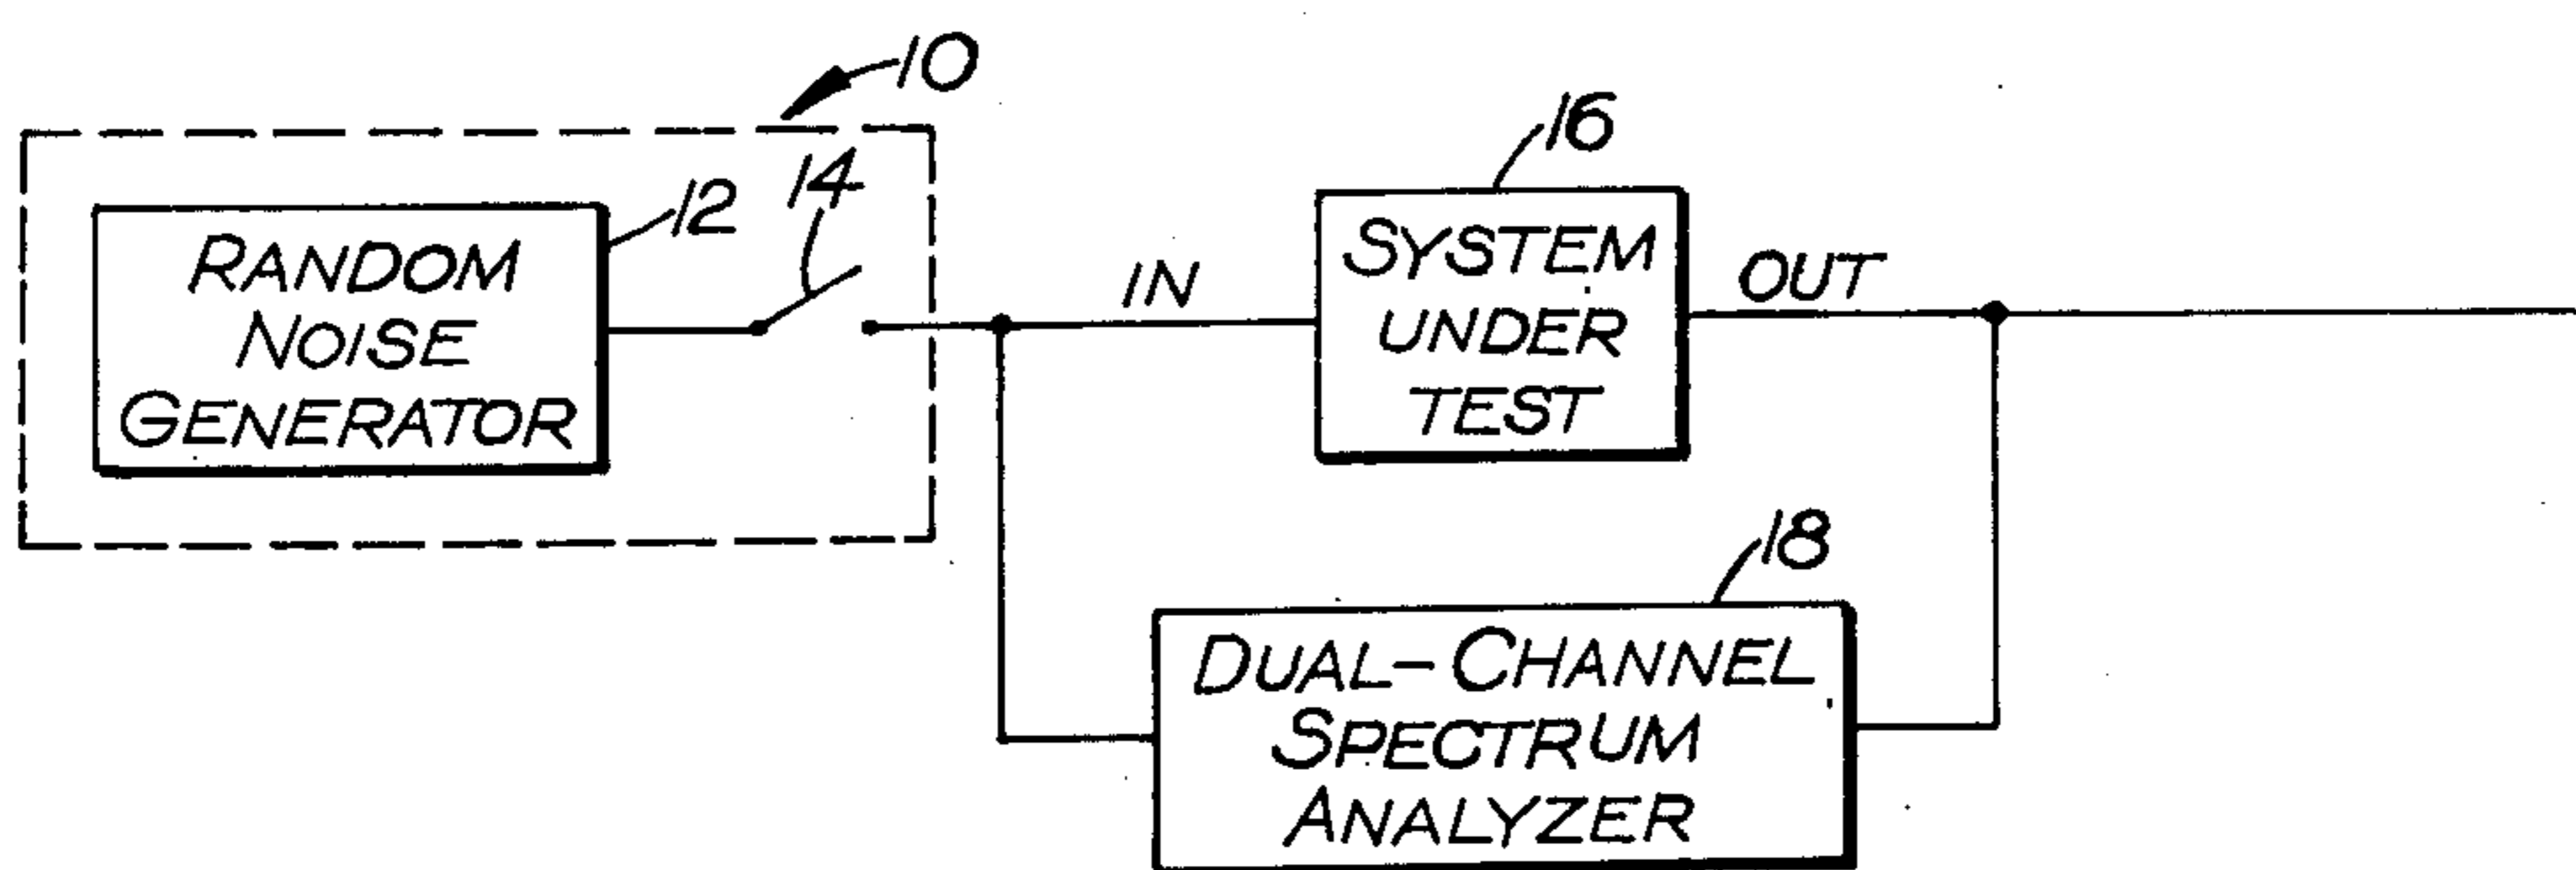 10
12
14
RANDOM
NOISE
GENERATOR
IN
16
SYSTEM
UNDER
TEST
OUT
18
DUAL-CHANNEL
SPECTRUM
ANALYZER